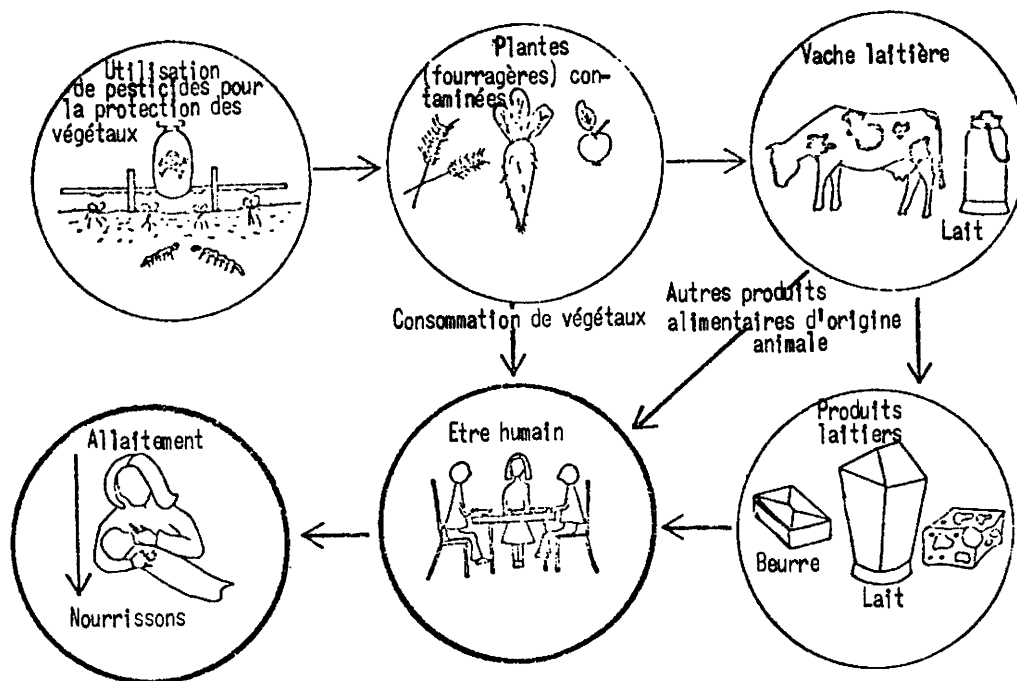 Utilisation
de pesticides pour
la protection des
végétaux
Plantes
(fourragères) con-
taminées
Vache laitière
Lait
Consommation de végétaux
Autres produits
alimentaires d'origine
animale
Allaitement
Nourrissons
Etre humain
Produits
laitiers
Beurre
Lait